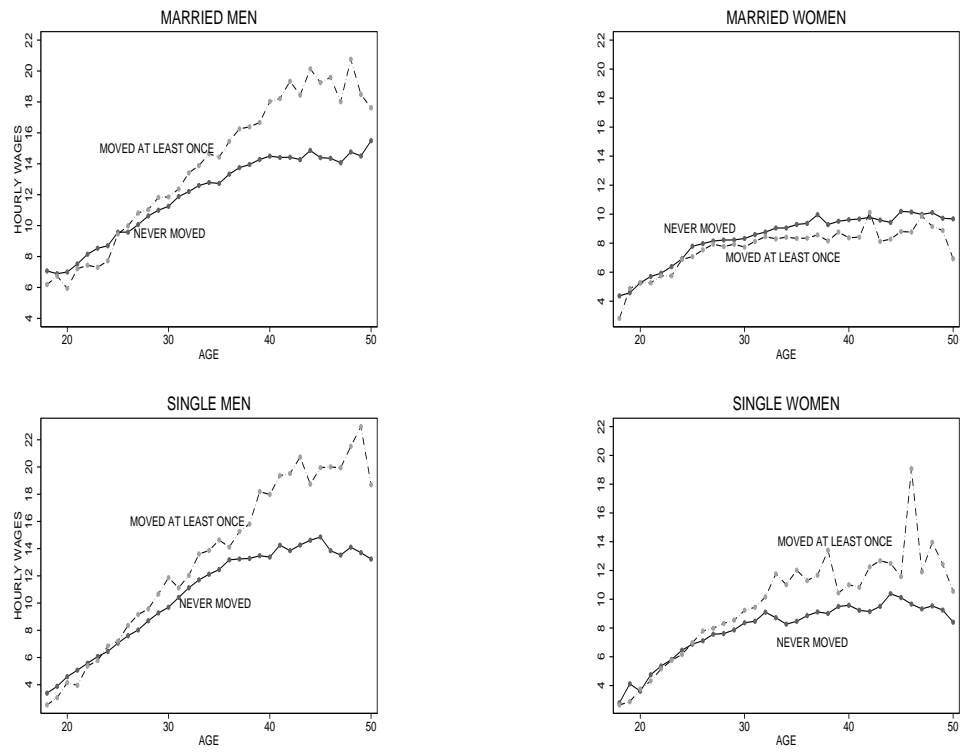 MARRIED MEN
HOURLY WAGES
4 6 8 10 12 14 16 18 20 22
MOVED AT LEAST ONCE
NEVER MOVED
20 30 40 50
AGE
MARRIED WOMEN
4 6 8 10 12 14 16 18 20 22
NEVER MOVED
MOVED AT LEAST ONCE
20 30 40 50
AGE
SINGLE MEN
HOURLY WAGES
4 6 8 10 12 14 16 18 20 22
MOVED AT LEAST ONCE
NEVER MOVED
20 30 40 50
AGE
SINGLE WOMEN
4 6 8 10 12 14 16 18 20 22
MOVED AT LEAST ONCE
NEVER MOVED
20 30 40 50
AGE